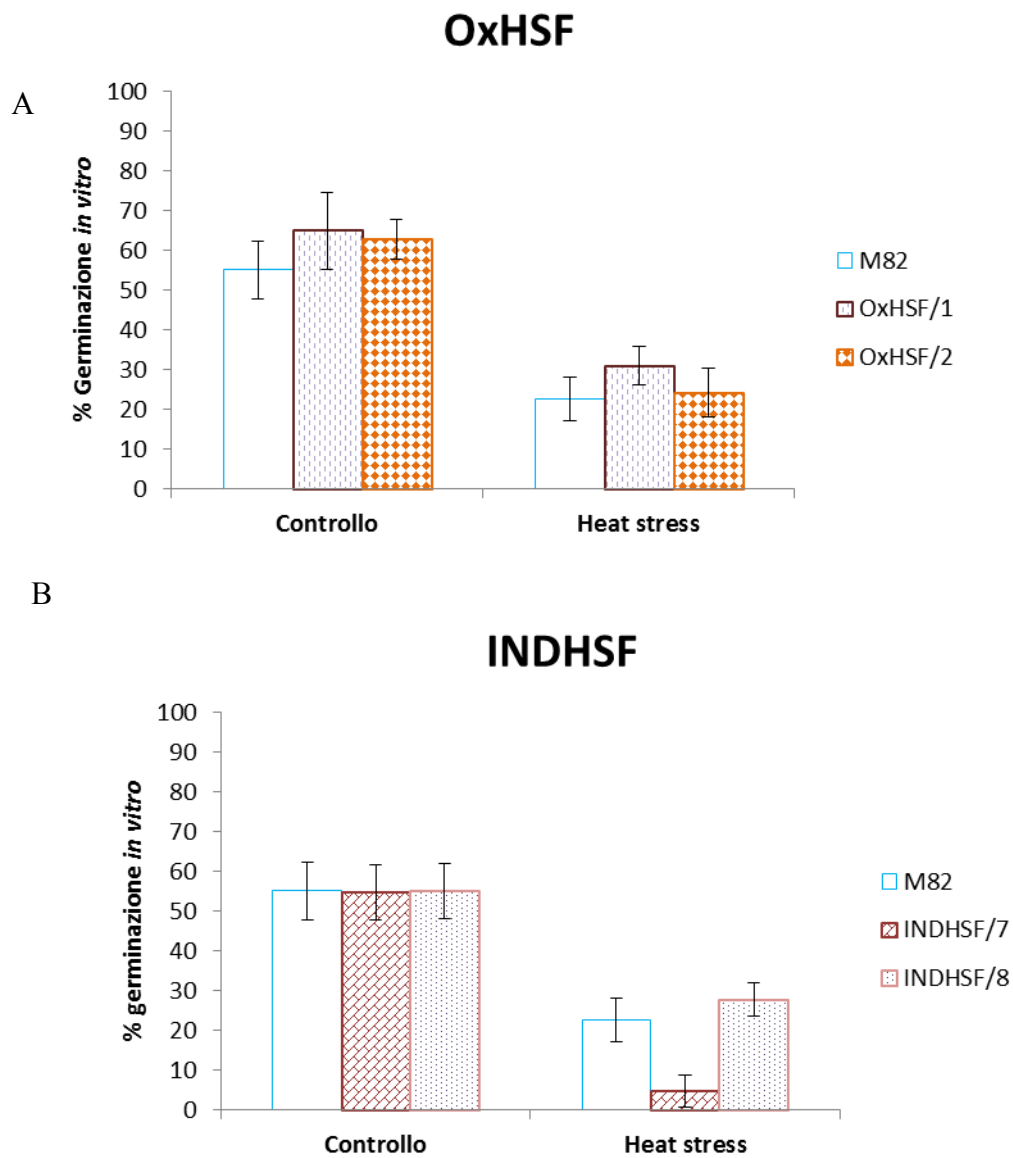 OxHSF
A
100
90
80
70
60
50
40
30
20
10
0
% Germinazione in vitro
Controllo
Heat stress
M82
OxHSF/1
OxHSF/2
B
INDHSF
100
90
80
70
60
50
40
30
20
10
0
% germinazione in vitro
Controllo
Heat stress
M82
INDHSF/7
INDHSF/8